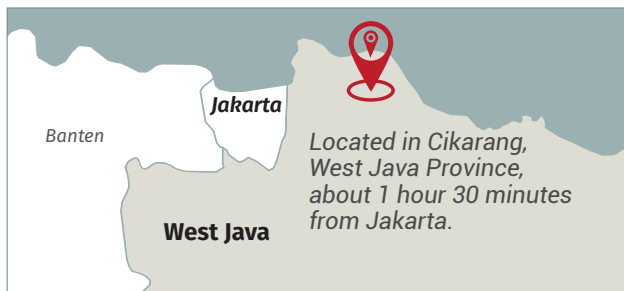 Jakarta
Banten
Located in Cikarang,
West Java Province,
about 1 hour 30 minutes
from Jakarta.
West Java